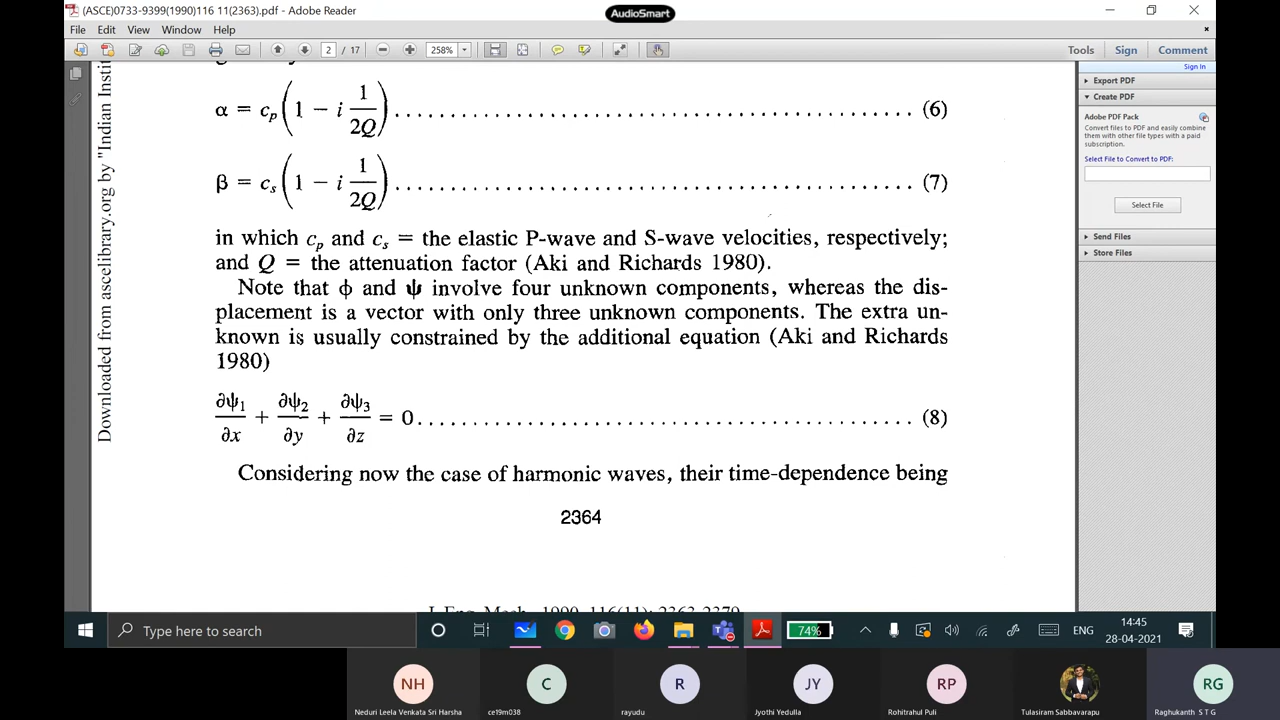 (ASCE)0733-9399(1990)116 11(2363).pdf - Adobe Reader
AudioSmart
File Edit View Window Help
2 / 17 258% Tools Sign Comment
Sign In
Export PDF
Create PDF
Adobe PDF Pack
Convert files to PDF and easily combine
them with other file types with a paid
subscription.
Select File to Convert to PDF:
Select File
Send Files
Store Files
Downloaded from ascelibrary.org by "Indian Instit
α = c_p(1 − i 1/2Q) (6)
β = c_s(1 − i 1/2Q) (7)
in which c_p and c_s = the elastic P-wave and S-wave velocities, respectively;
and Q = the attenuation factor (Aki and Richards 1980).
Note that ϕ and ψ involve four unknown components, whereas the dis-
placement is a vector with only three unknown components. The extra un-
known is usually constrained by the additional equation (Aki and Richards
1980)
∂ψ₁/∂x + ∂ψ₂/∂y + ∂ψ₃/∂z = 0 (8)
Considering now the case of harmonic waves, their time-dependence being
2364
J. Eng. Mech., 1990, 116(11): 2363-2379
Type here to search
74%
ENG
14:45
28-04-2021
NH
Neduri Leela Venkata Sri Harsha
C
ce19m038
R
rayudu
JY
Jyothi Yedulla
RP
Rohitrahul Puli
Tulasiram Sabbavarapu
RG
Raghukanth S T G